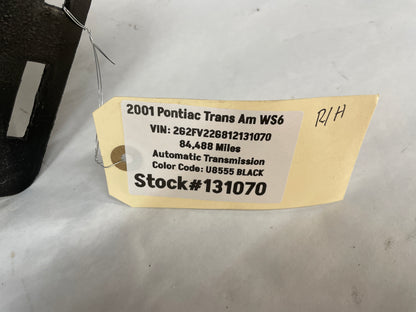 2001 Pontiac Trans Am WS6
VIN: 2G2FV22G812131070
84,488 Miles
Automatic Transmission
Color Code: U8555 BLACK
Stock#131070
R/H